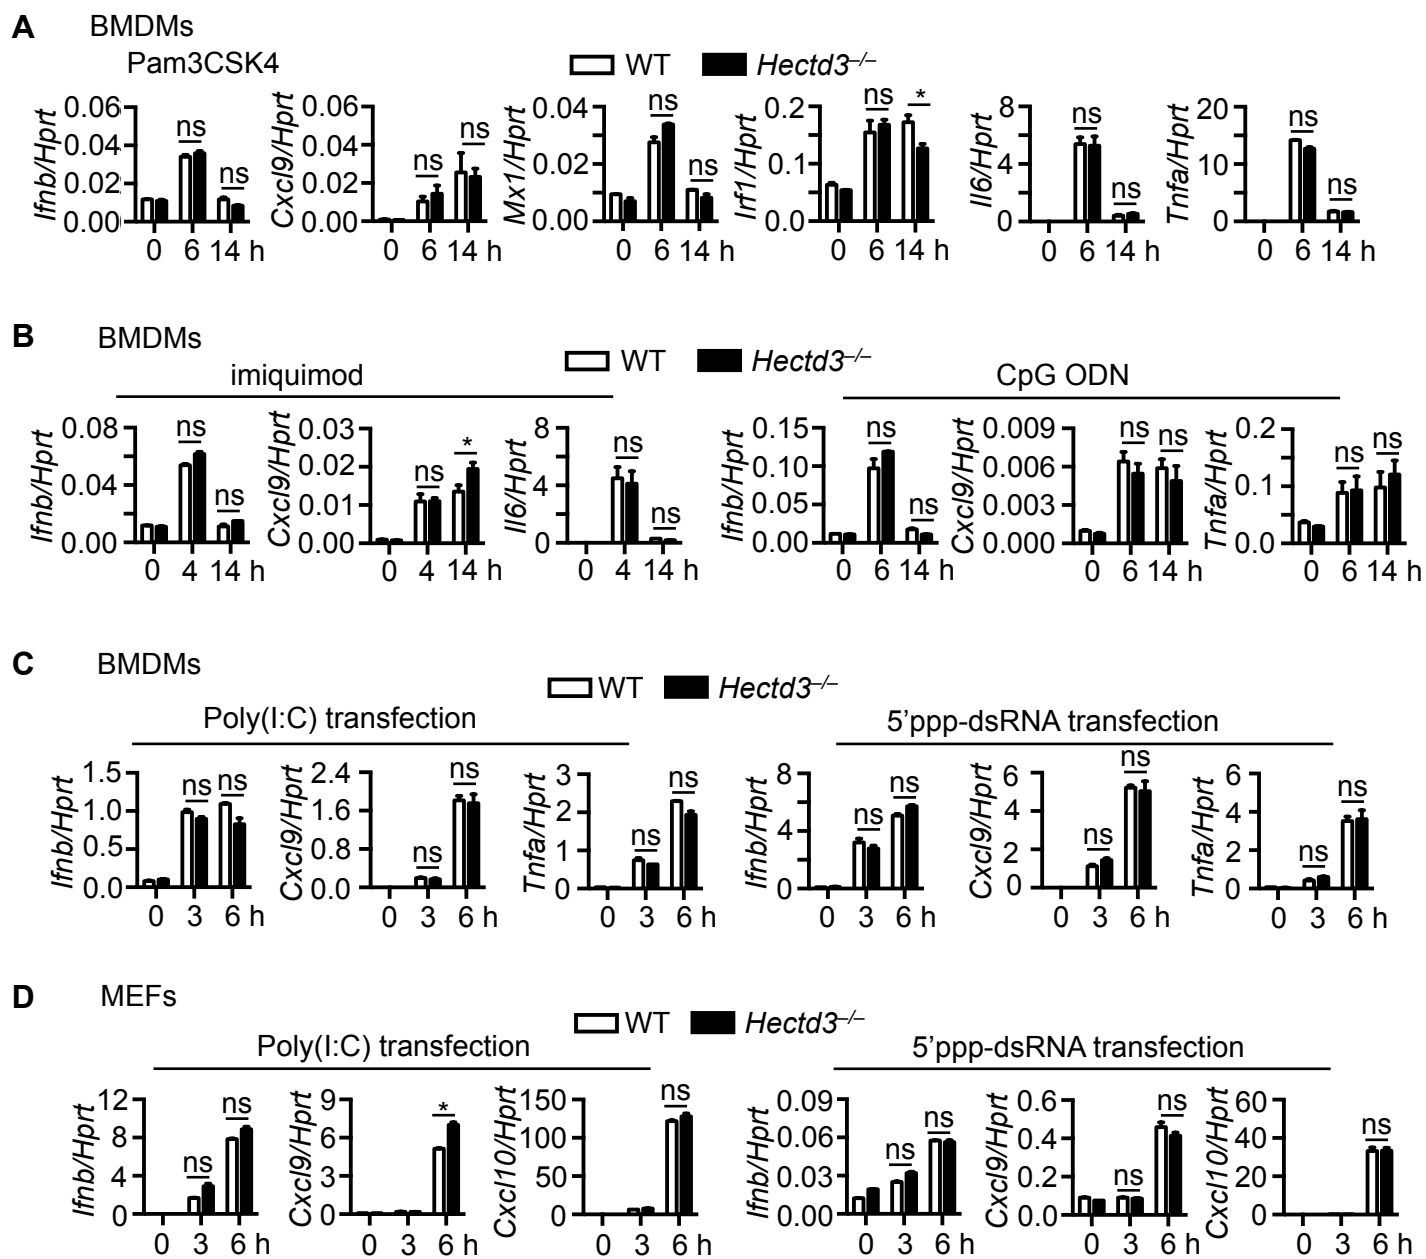 A BMDMs
Pam3CSK4
WT Hectd3–/–
Ifnb/Hprt 0.06 0.04 0.02 0.00 ns ns 0 6 14 h
Cxcl9/Hprt 0.06 0.04 0.02 0.00 ns ns 0 6 14 h
Mx1/Hprt 0.04 0.02 0.00 ns ns 0 6 14 h
Irf1/Hprt 0.2 0.1 0.0 ns * 0 6 14 h
Il6/Hprt 8 4 0 ns ns 0 6 14 h
Tnfa/Hprt 20 10 0 ns ns 0 6 14 h
B BMDMs
WT Hectd3–/–
imiquimod
Ifnb/Hprt 0.08 0.04 0.00 ns ns 0 4 14 h
Cxcl9/Hprt 0.03 0.02 0.01 0.00 ns * 0 4 14 h
Il6/Hprt 8 4 0 ns ns 0 4 14 h
CpG ODN
Ifnb/Hprt 0.15 0.10 0.05 0.00 ns ns 0 6 14 h
Cxcl9/Hprt 0.009 0.006 0.003 0.000 ns ns 0 6 14 h
Tnfa/Hprt 0.2 0.1 0.0 ns ns 0 6 14 h
C BMDMs
WT Hectd3–/–
Poly(I:C) transfection
Ifnb/Hprt 1.5 1.0 0.5 0.0 ns ns 0 3 6 h
Cxcl9/Hprt 2.4 1.6 0.8 0.0 ns ns 0 3 6 h
Tnfa/Hprt 3 2 1 0 ns ns 0 3 6 h
5'ppp-dsRNA transfection
Ifnb/Hprt 8 4 0 ns ns 0 3 6 h
Cxcl9/Hprt 6 4 2 0 ns ns 0 3 6 h
Tnfa/Hprt 6 4 2 0 ns ns 0 3 6 h
D MEFs
WT Hectd3–/–
Poly(I:C) transfection
Ifnb/Hprt 12 8 4 0 ns ns 0 3 6 h
Cxcl9/Hprt 9 6 3 0 * 0 3 6 h
Cxcl10/Hprt 150 100 50 0 ns 0 3 6 h
5'ppp-dsRNA transfection
Ifnb/Hprt 0.09 0.06 0.03 0.00 ns ns 0 3 6 h
Cxcl9/Hprt 0.6 0.4 0.2 0.0 ns ns 0 3 6 h
Cxcl10/Hprt 60 40 20 0 ns 0 3 6 h